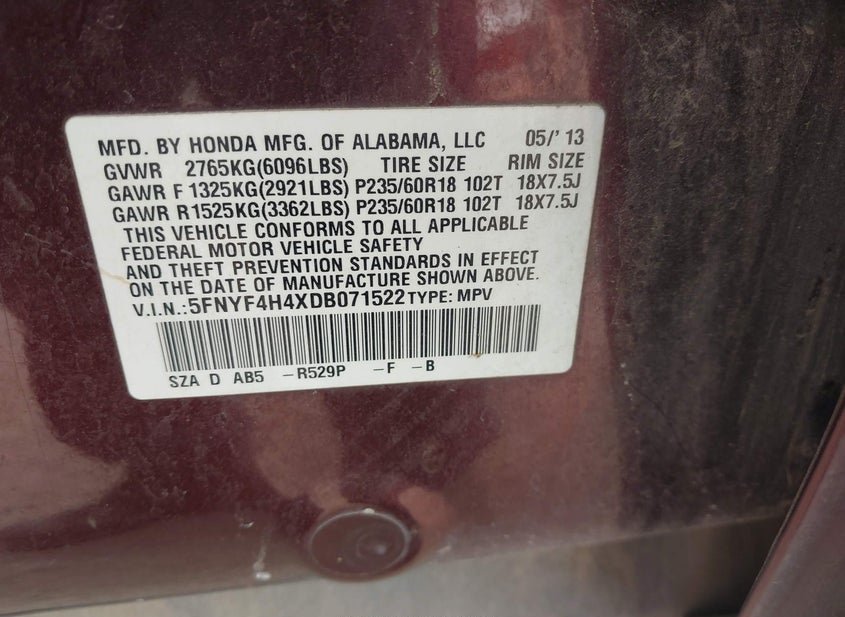 MFD. BY HONDA MFG. OF ALABAMA, LLC 05/' 13
GVWR 2765KG(6096LBS) TIRE SIZE RIM SIZE
GAWR F 1325KG(2921LBS) P235/60R18 102T 18X7.5J
GAWR R1525KG(3362LBS) P235/60R18 102T 18X7.5J
THIS VEHICLE CONFORMS TO ALL APPLICABLE
FEDERAL MOTOR VEHICLE SAFETY
AND THEFT PREVENTION STANDARDS IN EFFECT
ON THE DATE OF MANUFACTURE SHOWN ABOVE.
V.I.N.:5FNYF4H4XDB071522 TYPE: MPV
SZA D AB5 -R529P -F -B